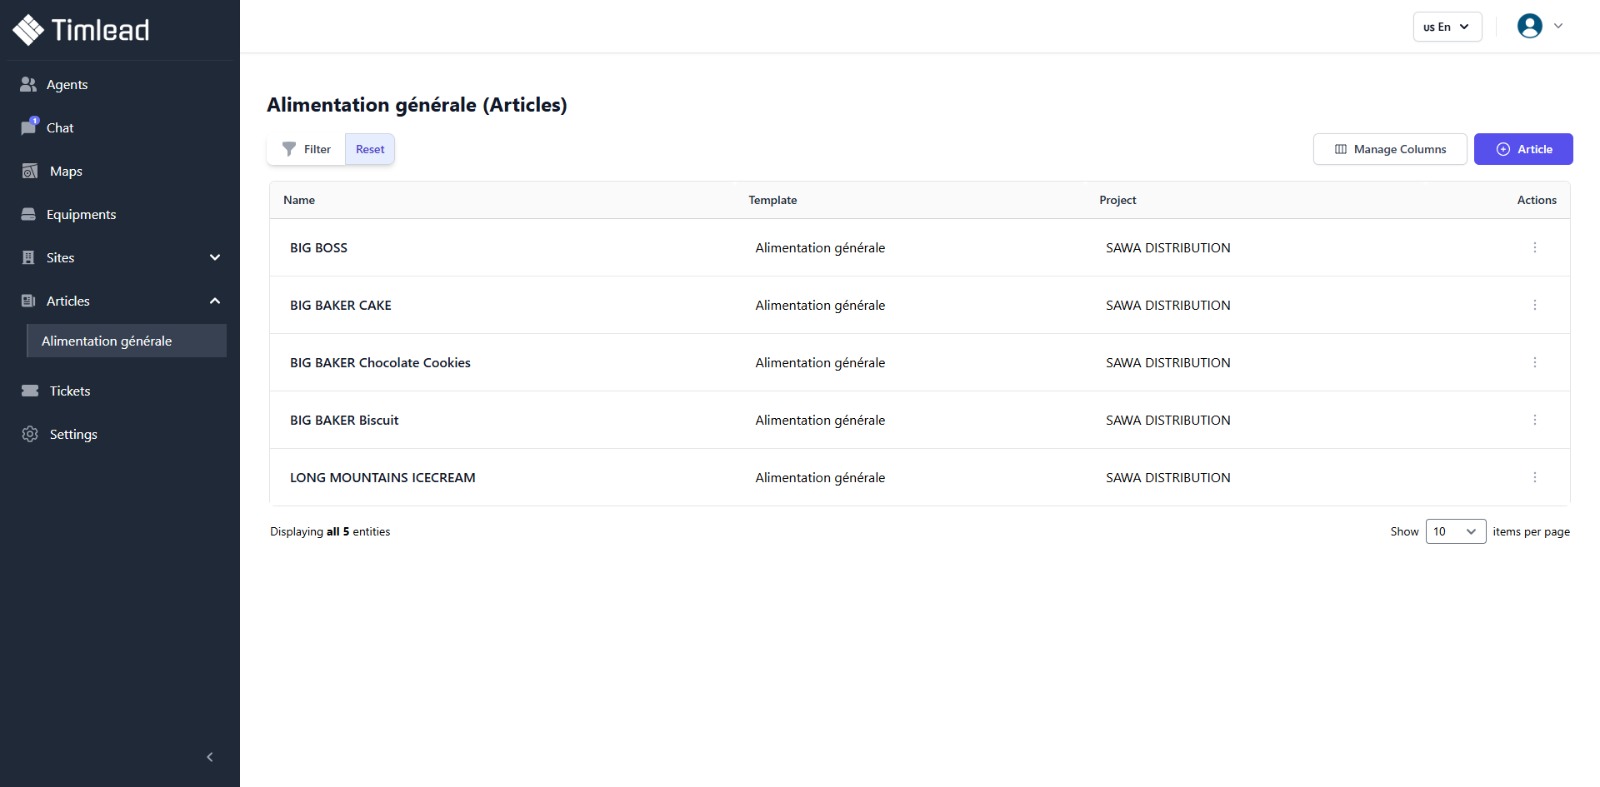 Timlead
us En
Agents
Chat
1
Maps
Equipments
Sites
Articles
Alimentation générale
Tickets
Settings
Alimentation générale (Articles)
Filter Reset Manage Columns Article
Name Template Project Actions
BIG BOSS Alimentation générale SAWA DISTRIBUTION
BIG BAKER CAKE Alimentation générale SAWA DISTRIBUTION
BIG BAKER Chocolate Cookies Alimentation générale SAWA DISTRIBUTION
BIG BAKER Biscuit Alimentation générale SAWA DISTRIBUTION
LONG MOUNTAINS ICECREAM Alimentation générale SAWA DISTRIBUTION
Displaying all 5 entities Show 10 items per page